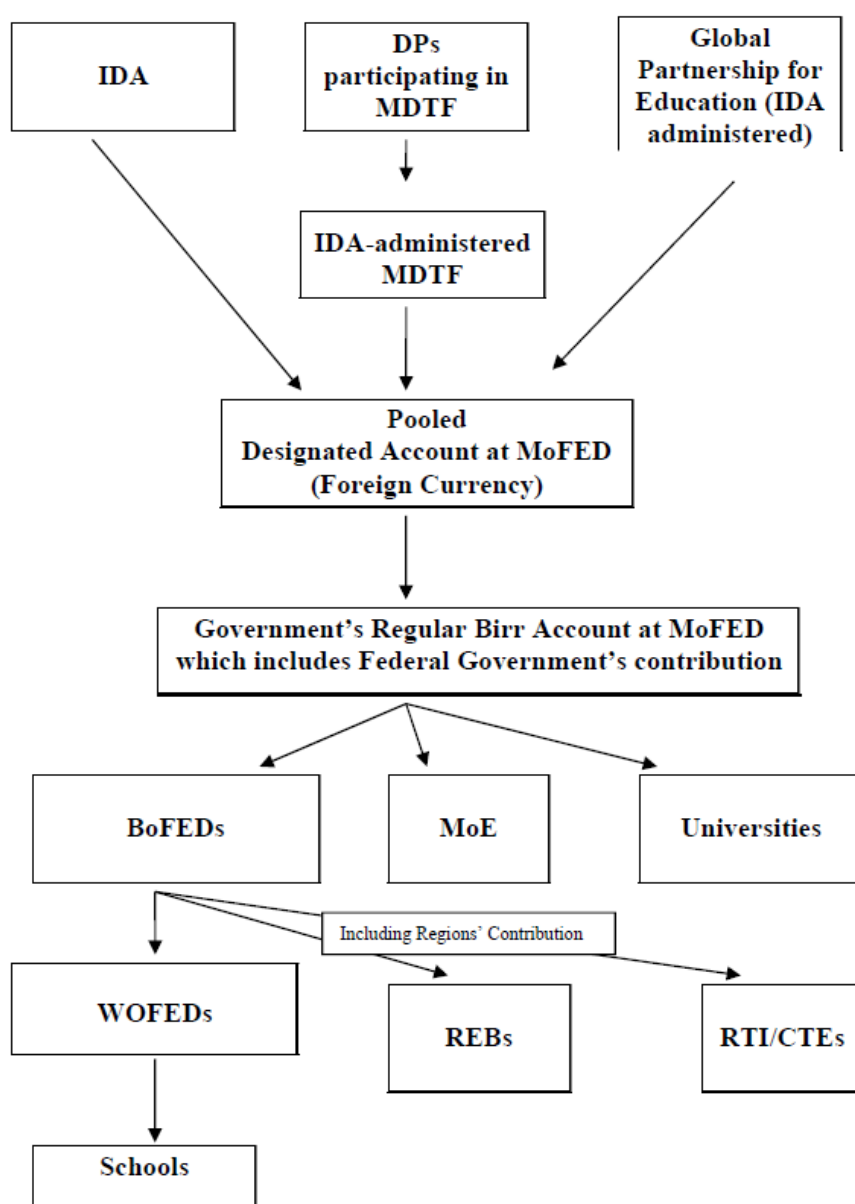 IDA
DPs
participating in
MDTF
Global
Partnership for
Education (IDA
administered)
IDA-administered
MDTF
Pooled
Designated Account at MoFED
(Foreign Currency)
Government’s Regular Birr Account at MoFED
which includes Federal Government’s contribution
BoFEDs
MoE
Universities
Including Regions’ Contribution
WOFEDs
REBs
RTI/CTEs
Schools